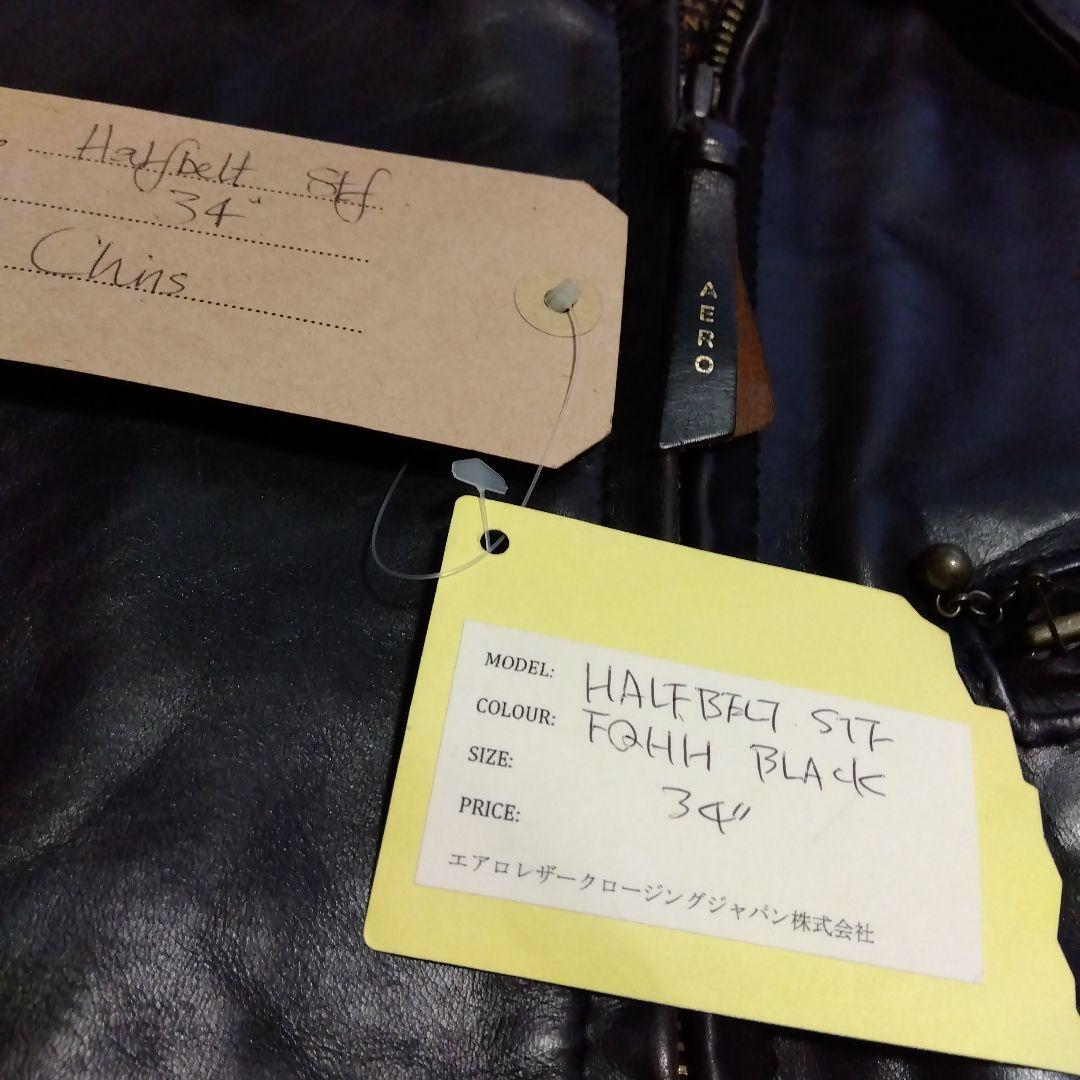 Halfbelt Stf
34"
Chris
AERO
MODEL: HALFBELT STF
COLOUR: FQHH BLACK
SIZE: 34"
PRICE:
エアロレザークロージングジャパン株式会社